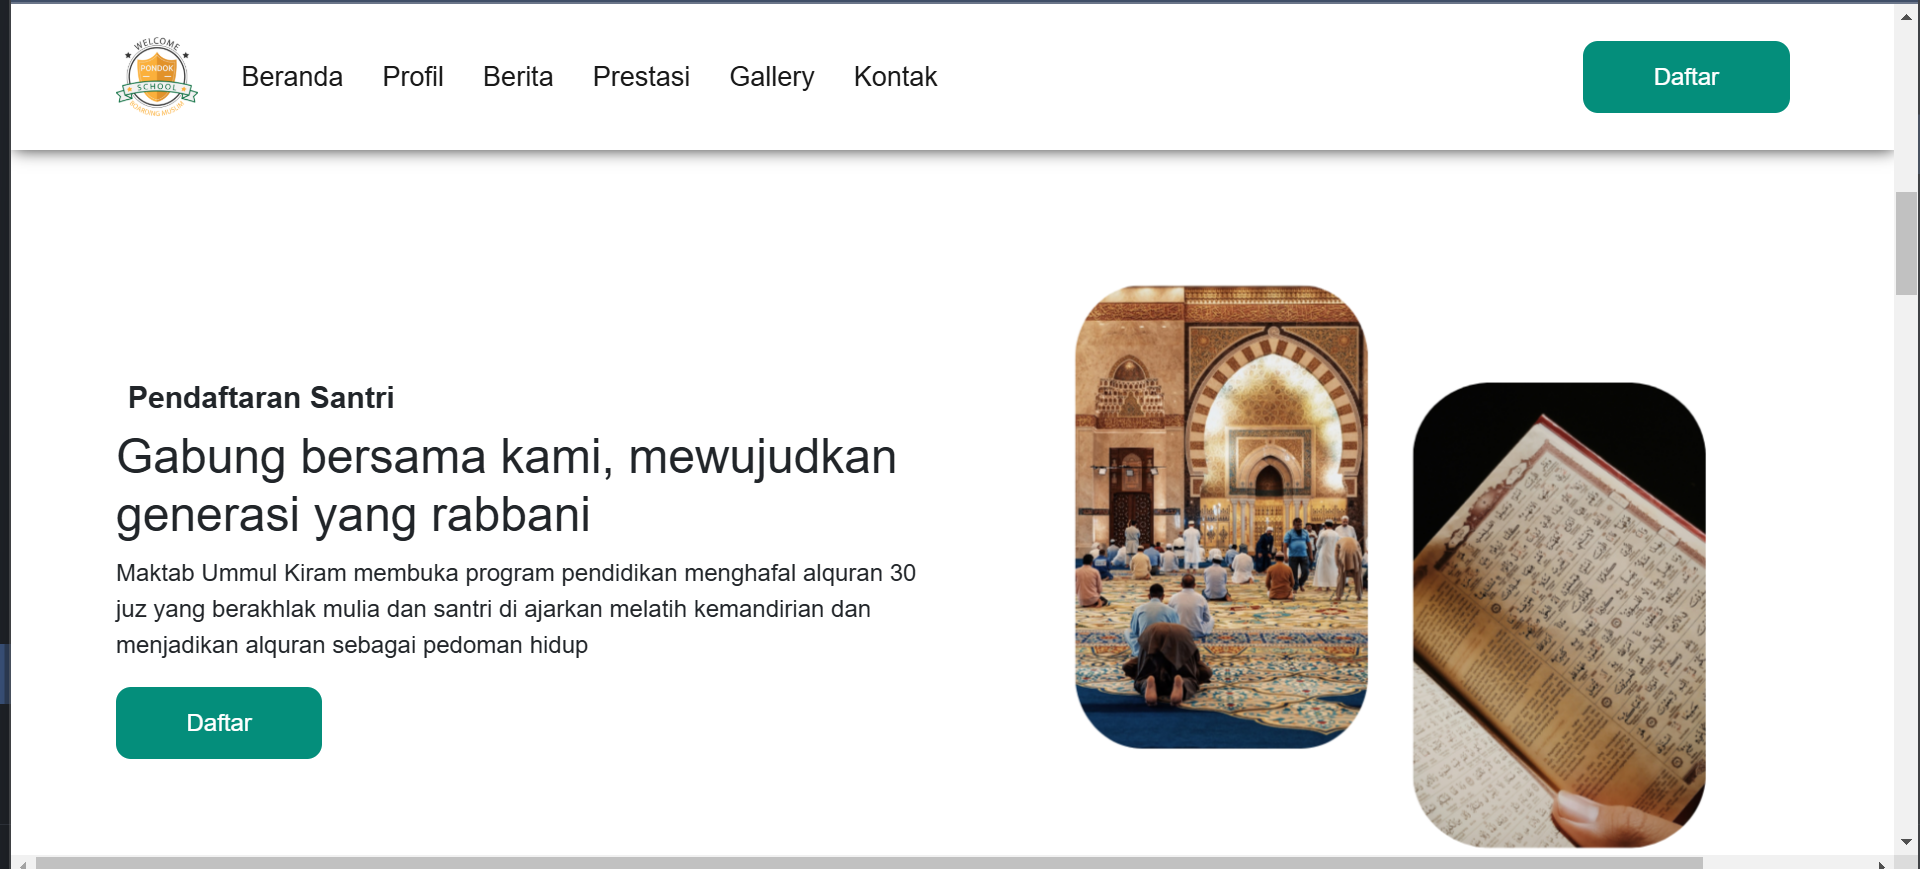 WELCOME
PONDOK
SCHOOL
BOARDING MUSLIM
Beranda Profil Berita Prestasi Gallery Kontak Daftar
Pendaftaran Santri
Gabung bersama kami, mewujudkan
generasi yang rabbani
Maktab Ummul Kiram membuka program pendidikan menghafal alquran 30
juz yang berakhlak mulia dan santri di ajarkan melatih kemandirian dan
menjadikan alquran sebagai pedoman hidup
Daftar